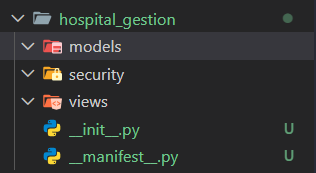 hospital_gestion
models
security
views
__init__.py U
__manifest__.py U